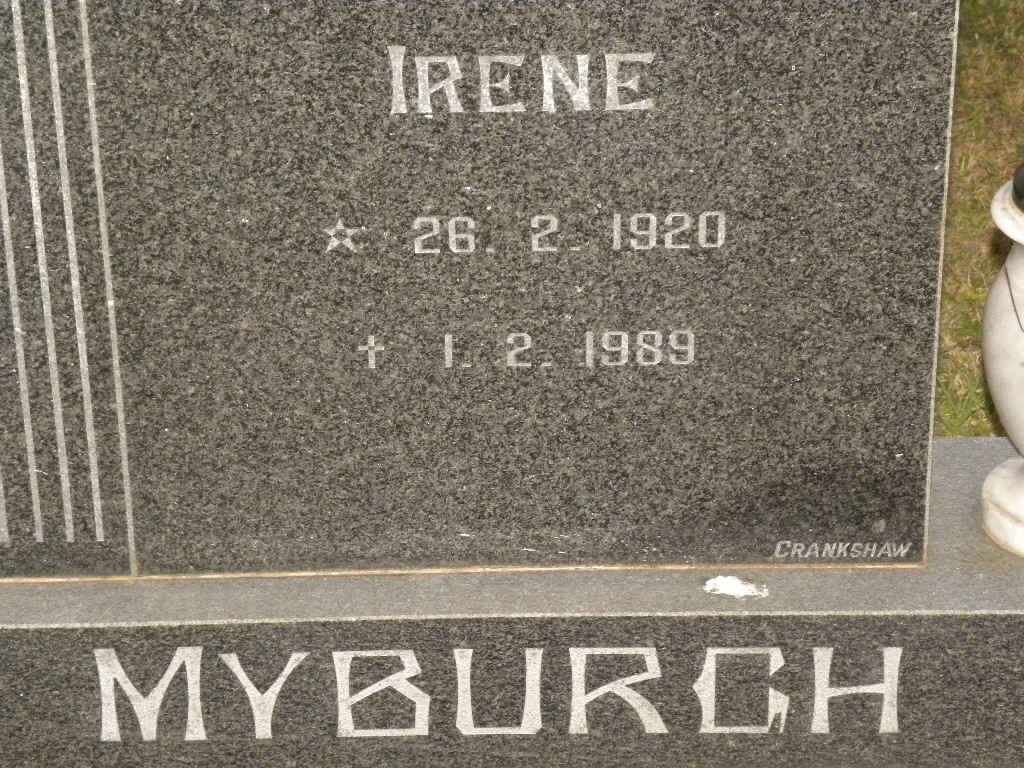 IRENE
☆ 26. 2. 1920
✝ 1. 2. 1989
CRANKSHAW
MYBURGH